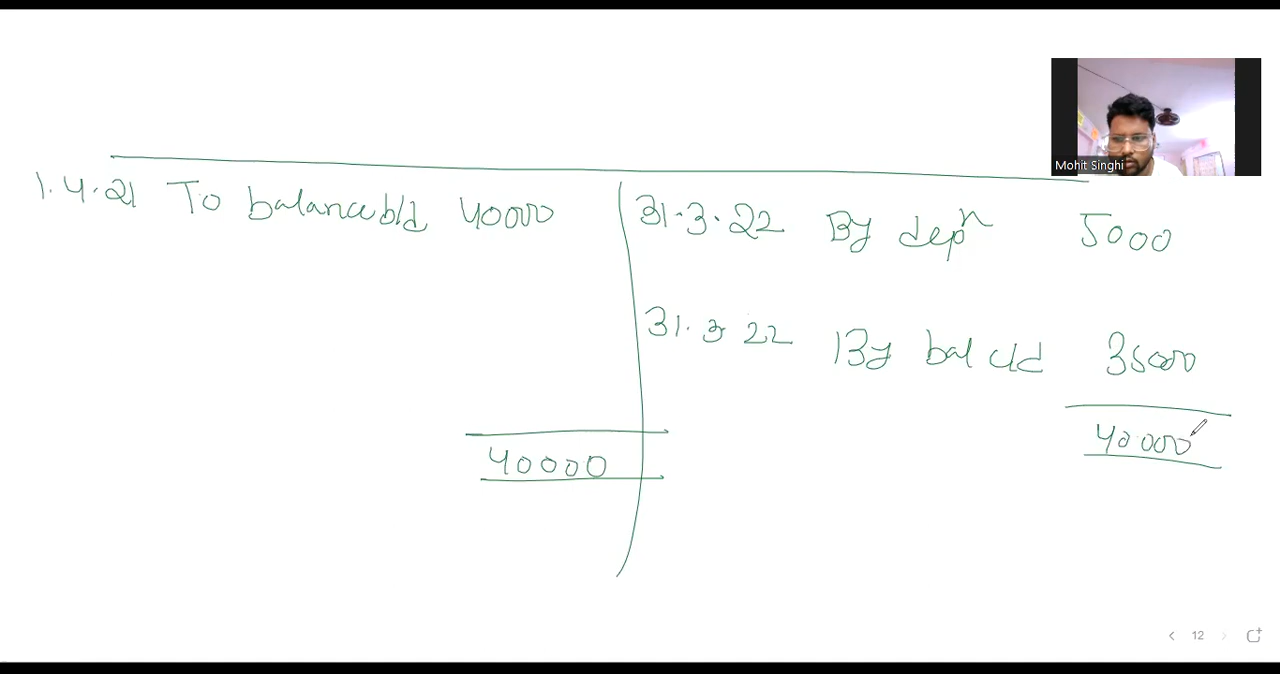 Mohit Singhi
1.4.21 To balance b/d 40000
31.3.22 By depn 5000
31.3.22 By bal c/d 35000
40000
40000
12